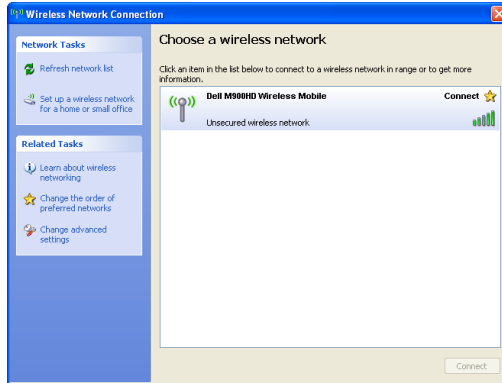 Wireless Network Connection
Network Tasks
Refresh network list
Set up a wireless network
for a home or small office
Related Tasks
Learn about wireless
networking
Change the order of
preferred networks
Change advanced
settings
Choose a wireless network
Click an item in the list below to connect to a wireless network in range or to get more
information.
Dell M900HD Wireless Mobile
Connect
Unsecured wireless network
Connect